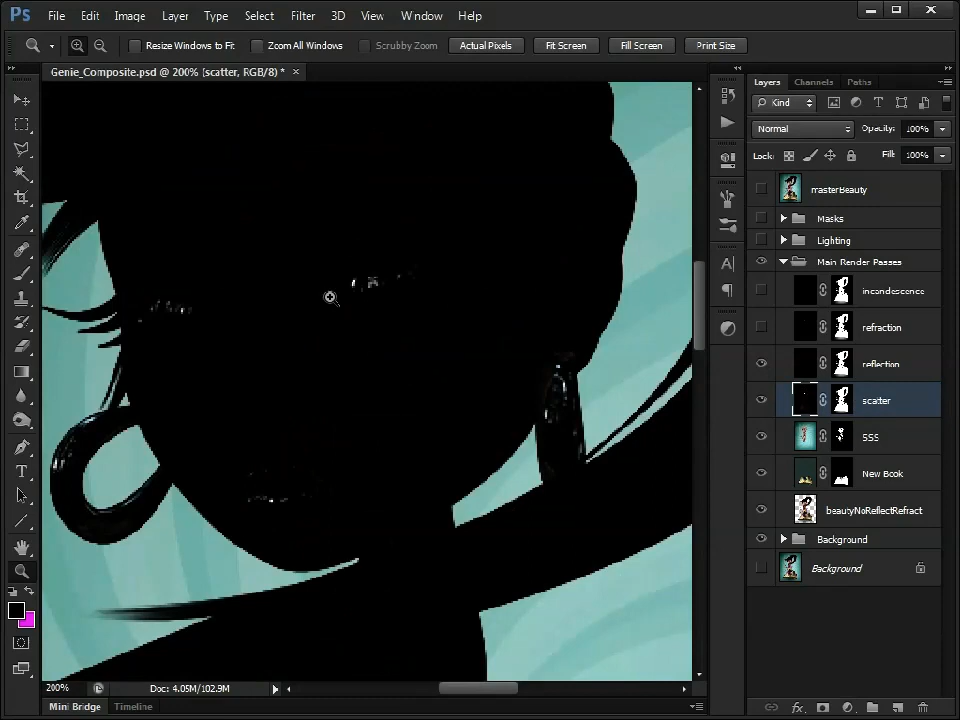 Ps File Edit Image Layer Type Select Filter 3D View Window Help
Resize Windows to Fit Zoom All Windows Scrubby Zoom Actual Pixels Fit Screen Fill Screen Print Size
Genie_Composite.psd @ 200% (scatter, RGB/8) * ×
Layers Channels Paths
Kind
Normal Opacity: 100%
Lock: Fill: 100%
masterBeauty
Masks
Lighting
Main Render Passes
incandescence
refraction
reflection
scatter
SSS
New Book
beautyNoReflectRefract
Background
Background
200% Doc: 4.05M/102.9M
Mini Bridge Timeline